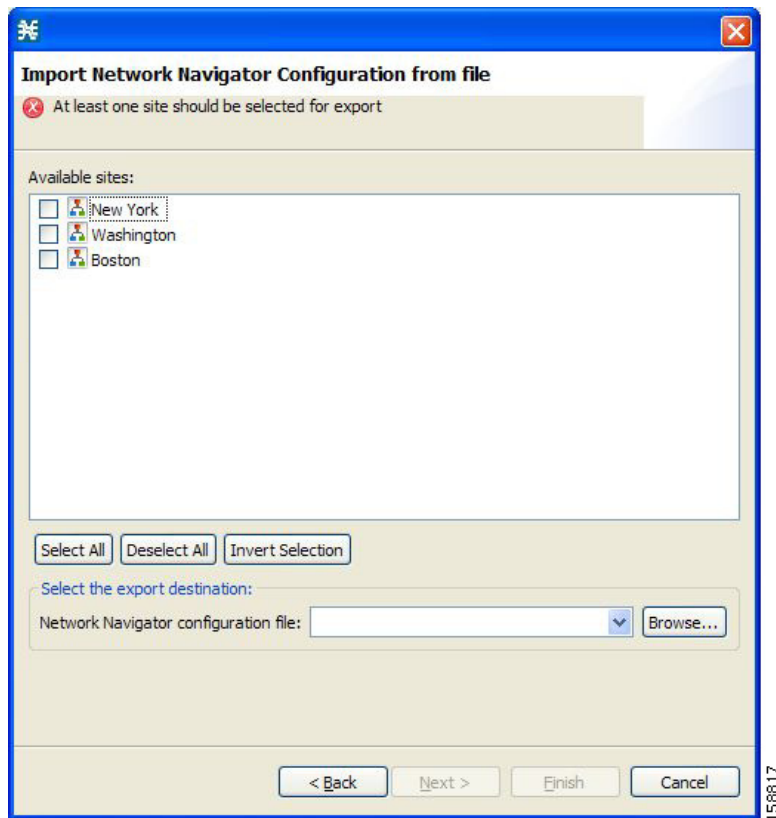 Import Network Navigator Configuration from file
At least one site should be selected for export
Available sites:
New York
Washington
Boston
Select All Deselect All Invert Selection
Select the export destination:
Network Navigator configuration file: Browse...
< Back Next > Finish Cancel
158817